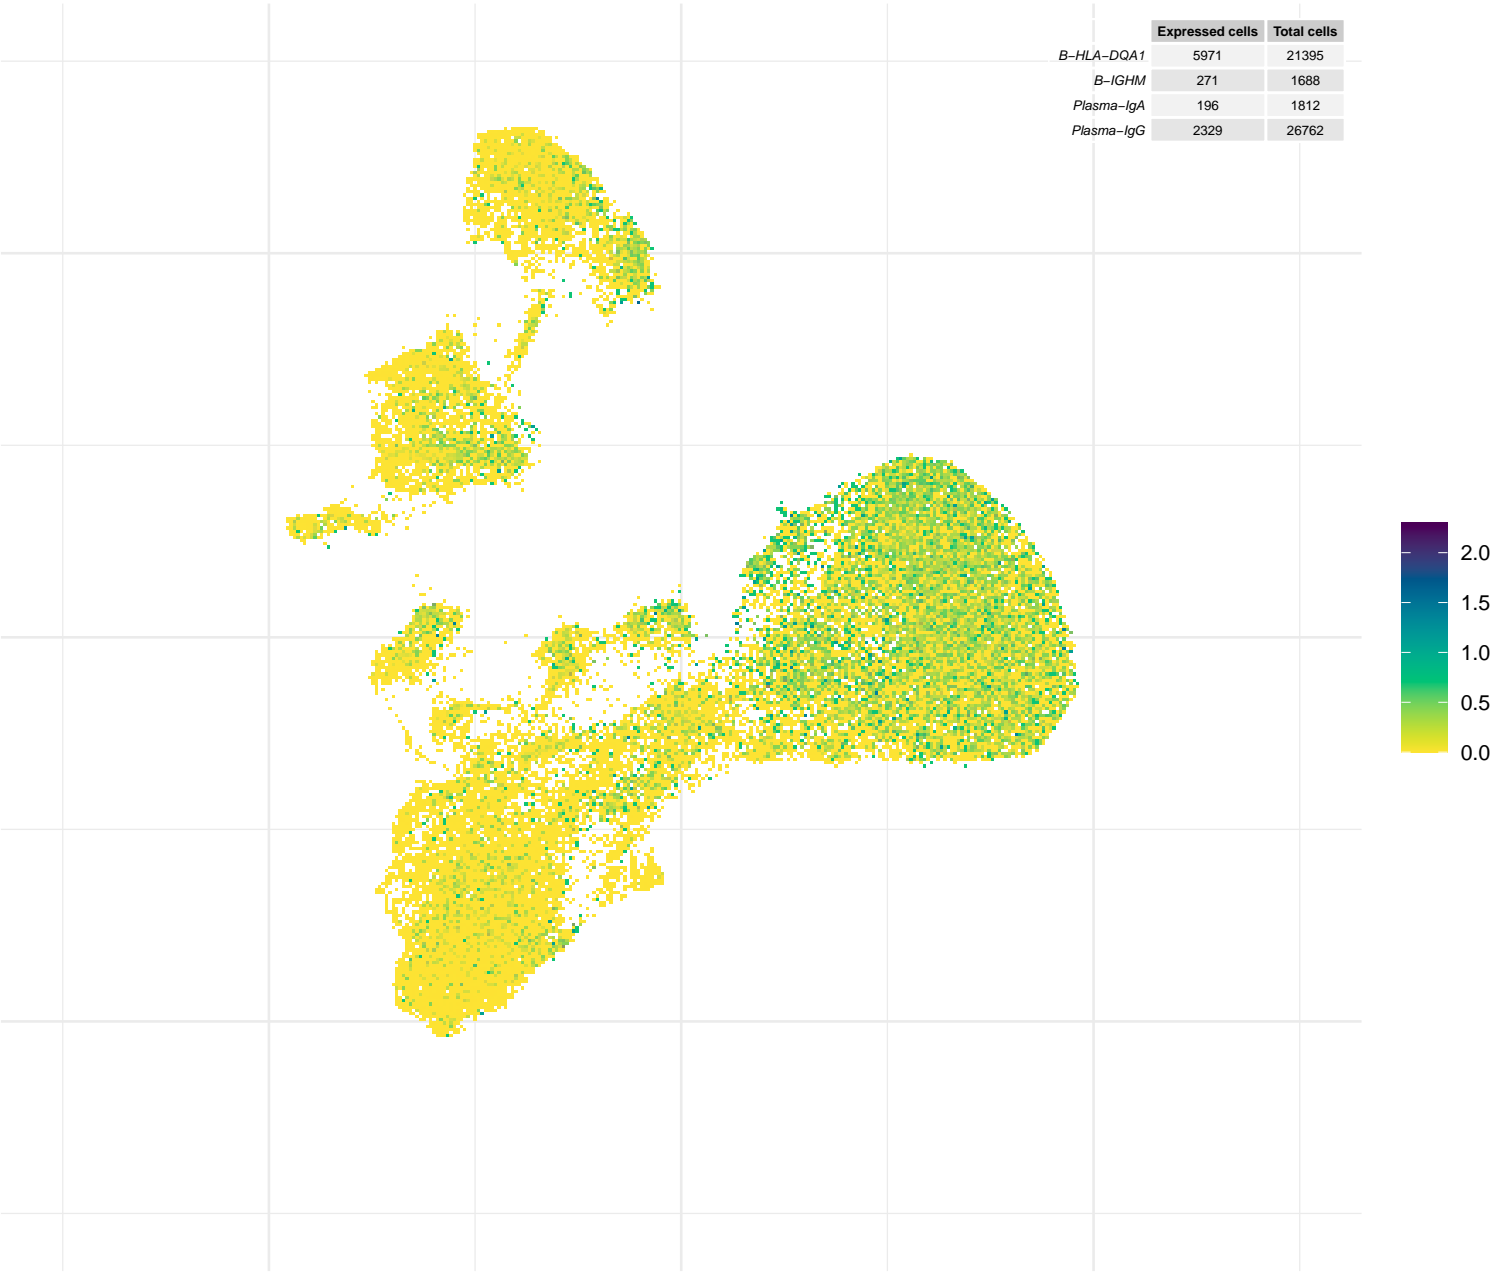 Expressed cells Total cells
B−HLA−DQA1 5971 21395
B−IGHM 271 1688
Plasma−IgA 196 1812
Plasma−IgG 2329 26762
2.0
1.5
1.0
0.5
0.0